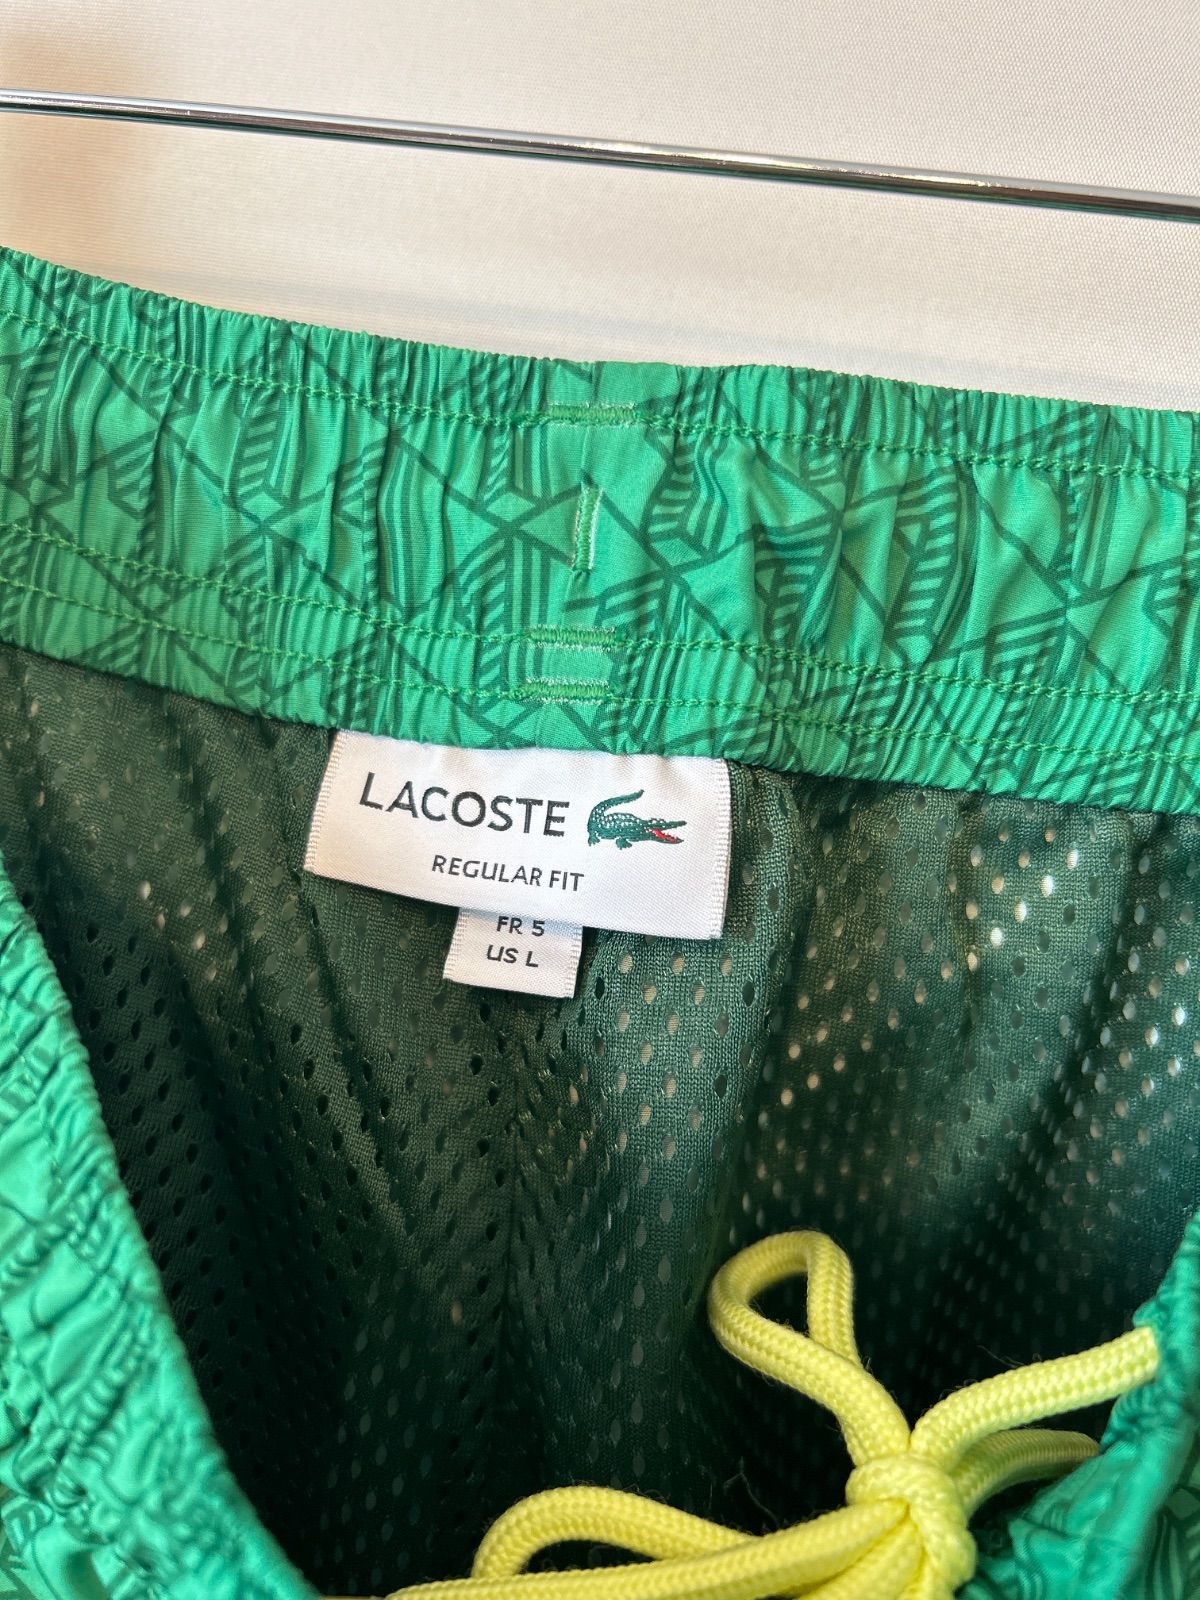 LACOSTE
REGULAR FIT
FR 5
US L